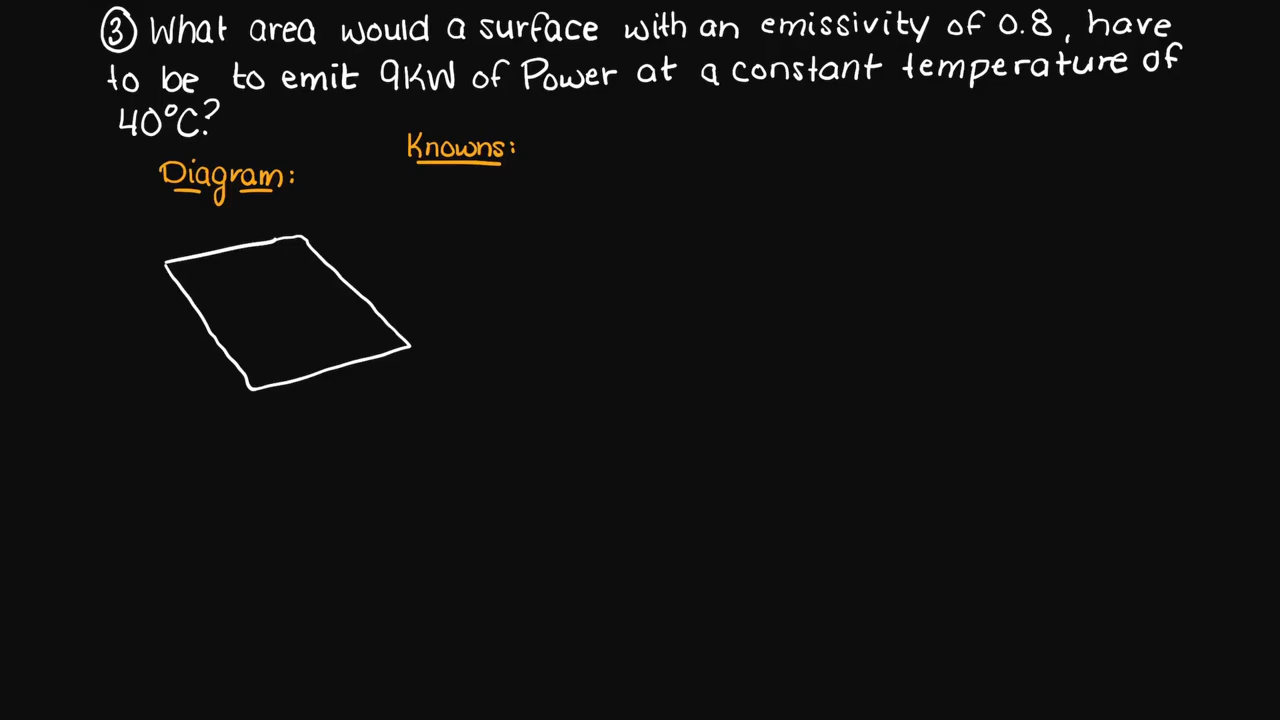 ③ What area would a surface with an emissivity of 0.8, have
to be to emit 9KW of Power at a constant temperature of
40°C?
Knowns:
Diagram: